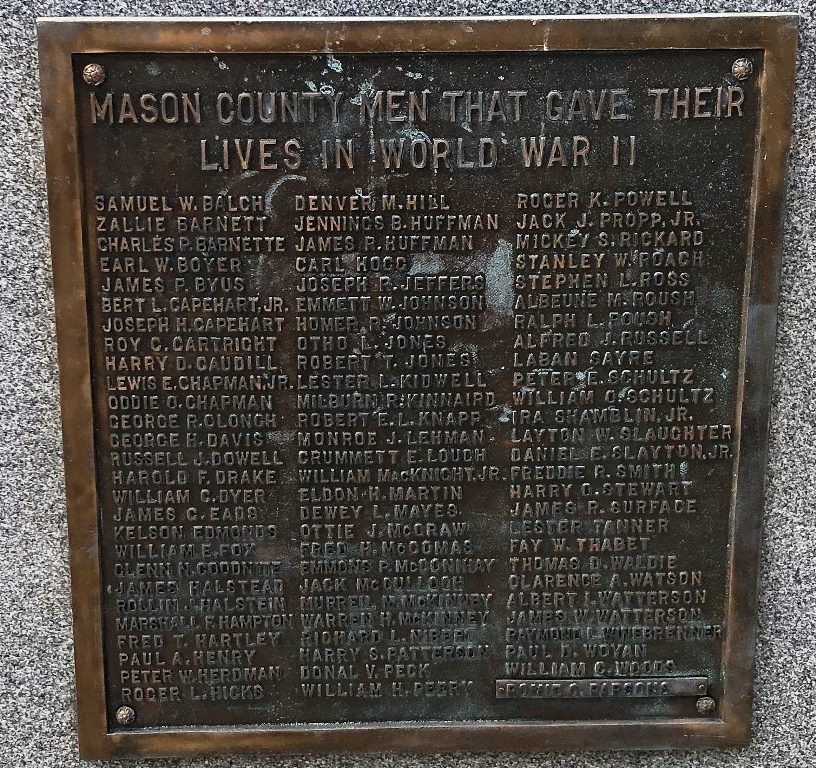 MASON COUNTY MEN THAT GAVE THEIR
LIVES IN WORLD WAR II
SAMUEL W. BALCH
ZALLIE BARNETT
CHARLES P. BARNETTE
EARL W. BOYER
JAMES P. BYUS
BERT L. CAPEHART, JR.
JOSEPH H. CAPEHART
ROY C. CARTRIGHT
HARRY D. CAUDILL
LEWIS E. CHAPMAN, JR.
ODDIE O. CHAPMAN
GEORGE R. CLONCH
GEORGE H. DAVIS
RUSSELL J. DOWELL
HAROLD F. DRAKE
WILLIAM C. DYER
JAMES C. EADS
KELSON EDMONDS
WILLIAM E. FOX
GLENN N. GOODNITE
JAMES HALSTEAD
ROLLIN J. HALSTEIN
MARSHALL F. HAMPTON
FRED T. HARTLEY
PAUL A. HENRY
PETER W. HERDMAN
ROGER L. HICKS
DENVER M. HILL
JENNINGS B. HUFFMAN
JAMES R. HUFFMAN
CARL HOGG
JOSEPH R. JEFFERS
EMMETT W. JOHNSON
HOMER R. JOHNSON
OTHO L. JONES
ROBERT T. JONES
LESTER L. KIDWELL
MILBURN R. KINNAIRD
ROBERT E. L. KNAPP
MONROE J. LEHMAN
CRUMMETT E. LOUGH
WILLIAM MACKNIGHT, JR.
ELDON H. MARTIN
DEWEY L. MAYES
OTTIE J. McGRAW
FRED H. McCOMAS
EMMONS P. McCONIHAY
JACK McCULLOCH
MURRELL McKINNEY
WARREN H. McKINNEY
RICHARD L. NIBERT
HARRY S. PATTERSON
DONAL V. PECK
WILLIAM H. PEERY
ROGER K. POWELL
JACK J. PROPP, JR.
MICKEY S. RICKARD
STANLEY W. ROACH
STEPHEN L. ROSS
ALBEUNE M. ROUSH
RALPH L. ROUSH
ALFRED J. RUSSELL
LABAN SAYRE
PETER E. SCHULTZ
WILLIAM O. SCHULTZ
IRA SHAMBLIN, JR.
LAYTON W. SLAUGHTER
DANIEL E. SLAYTON, JR.
FREDDIE R. SMITH
HARRY O. STEWART
JAMES R. SURFACE
LESTER TANNER
FAY W. THABET
THOMAS D. WALDIE
CLARENCE A. WATSON
ALBERT I. WATTERSON
JAMES W. WATTERSON
RAYMOND L. WINEBRENNER
PAUL D. WOYAN
WILLIAM C. WOODS
ROMIE C. PARSONS